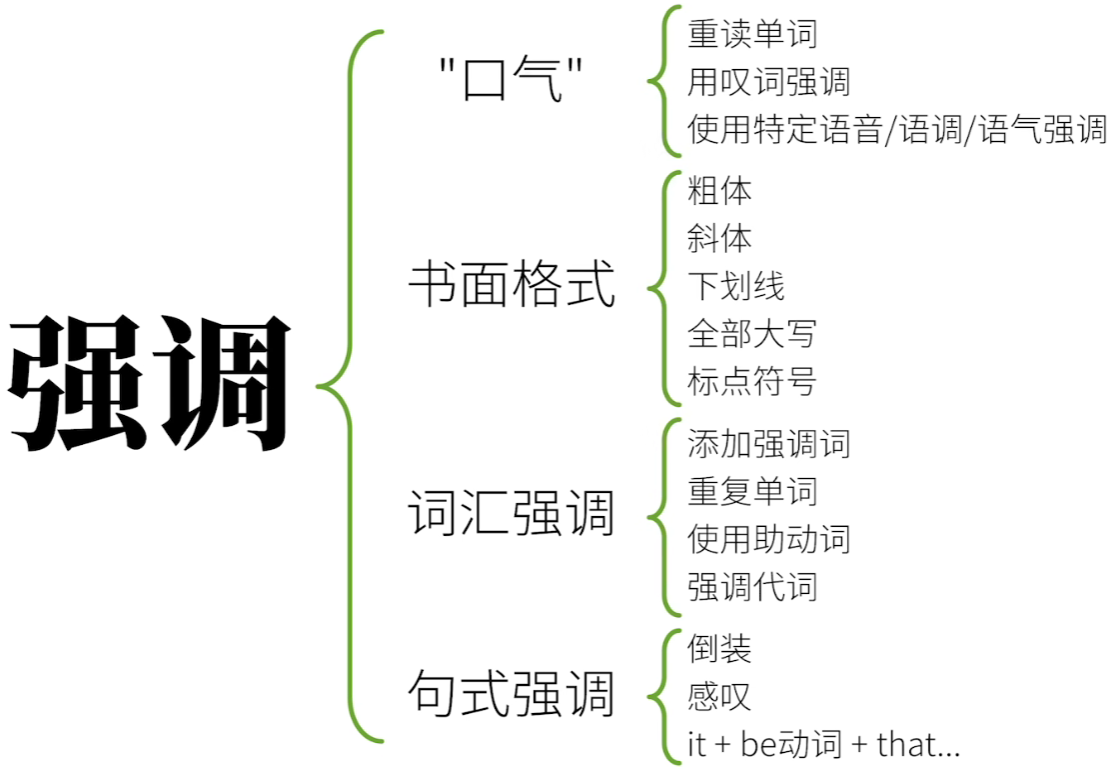 强调
"口气"
重读单词
用叹词强调
使用特定语音/语调/语气强调
书面格式
粗体
斜体
下划线
全部大写
标点符号
词汇强调
添加强调词
重复单词
使用助动词
强调代词
句式强调
倒装
感叹
it + be动词 + that...